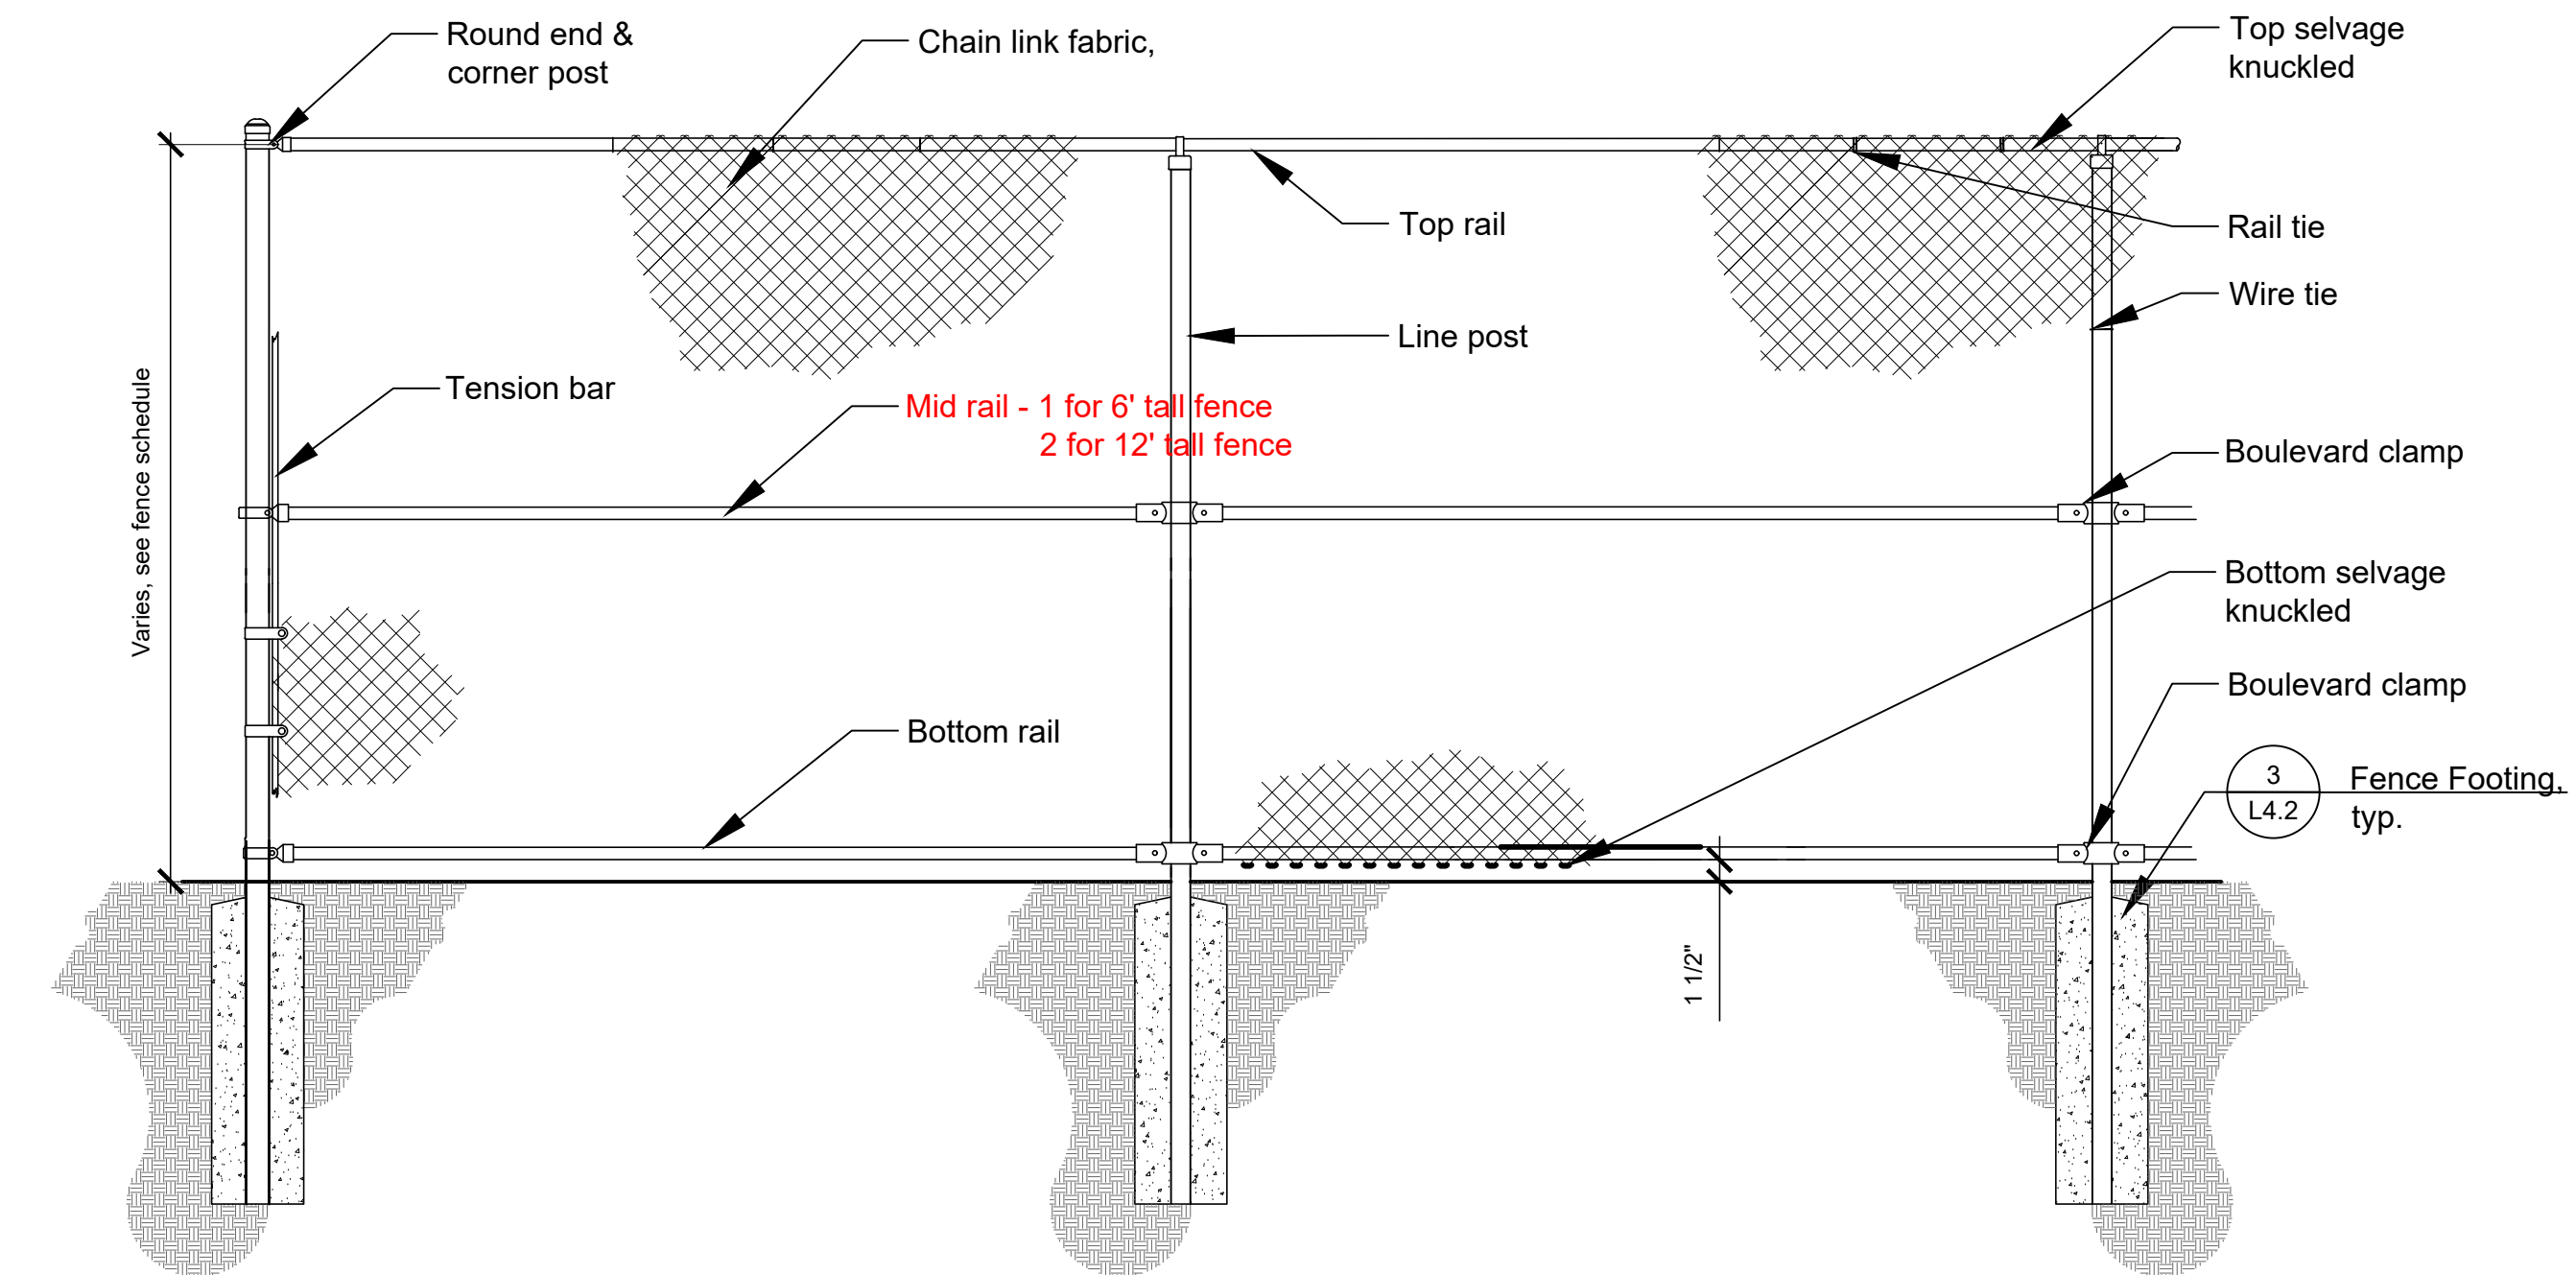 Round end &
corner post
Chain link fabric,
Top selvage
knuckled
Top rail
Rail tie
Wire tie
Line post
Varies, see fence schedule
Tension bar
Mid rail - 1 for 6' tall fence
2 for 12' tall fence
Boulevard clamp
Bottom selvage
knuckled
Boulevard clamp
Bottom rail
3
L4.2
Fence Footing,
typ.
1 1/2"